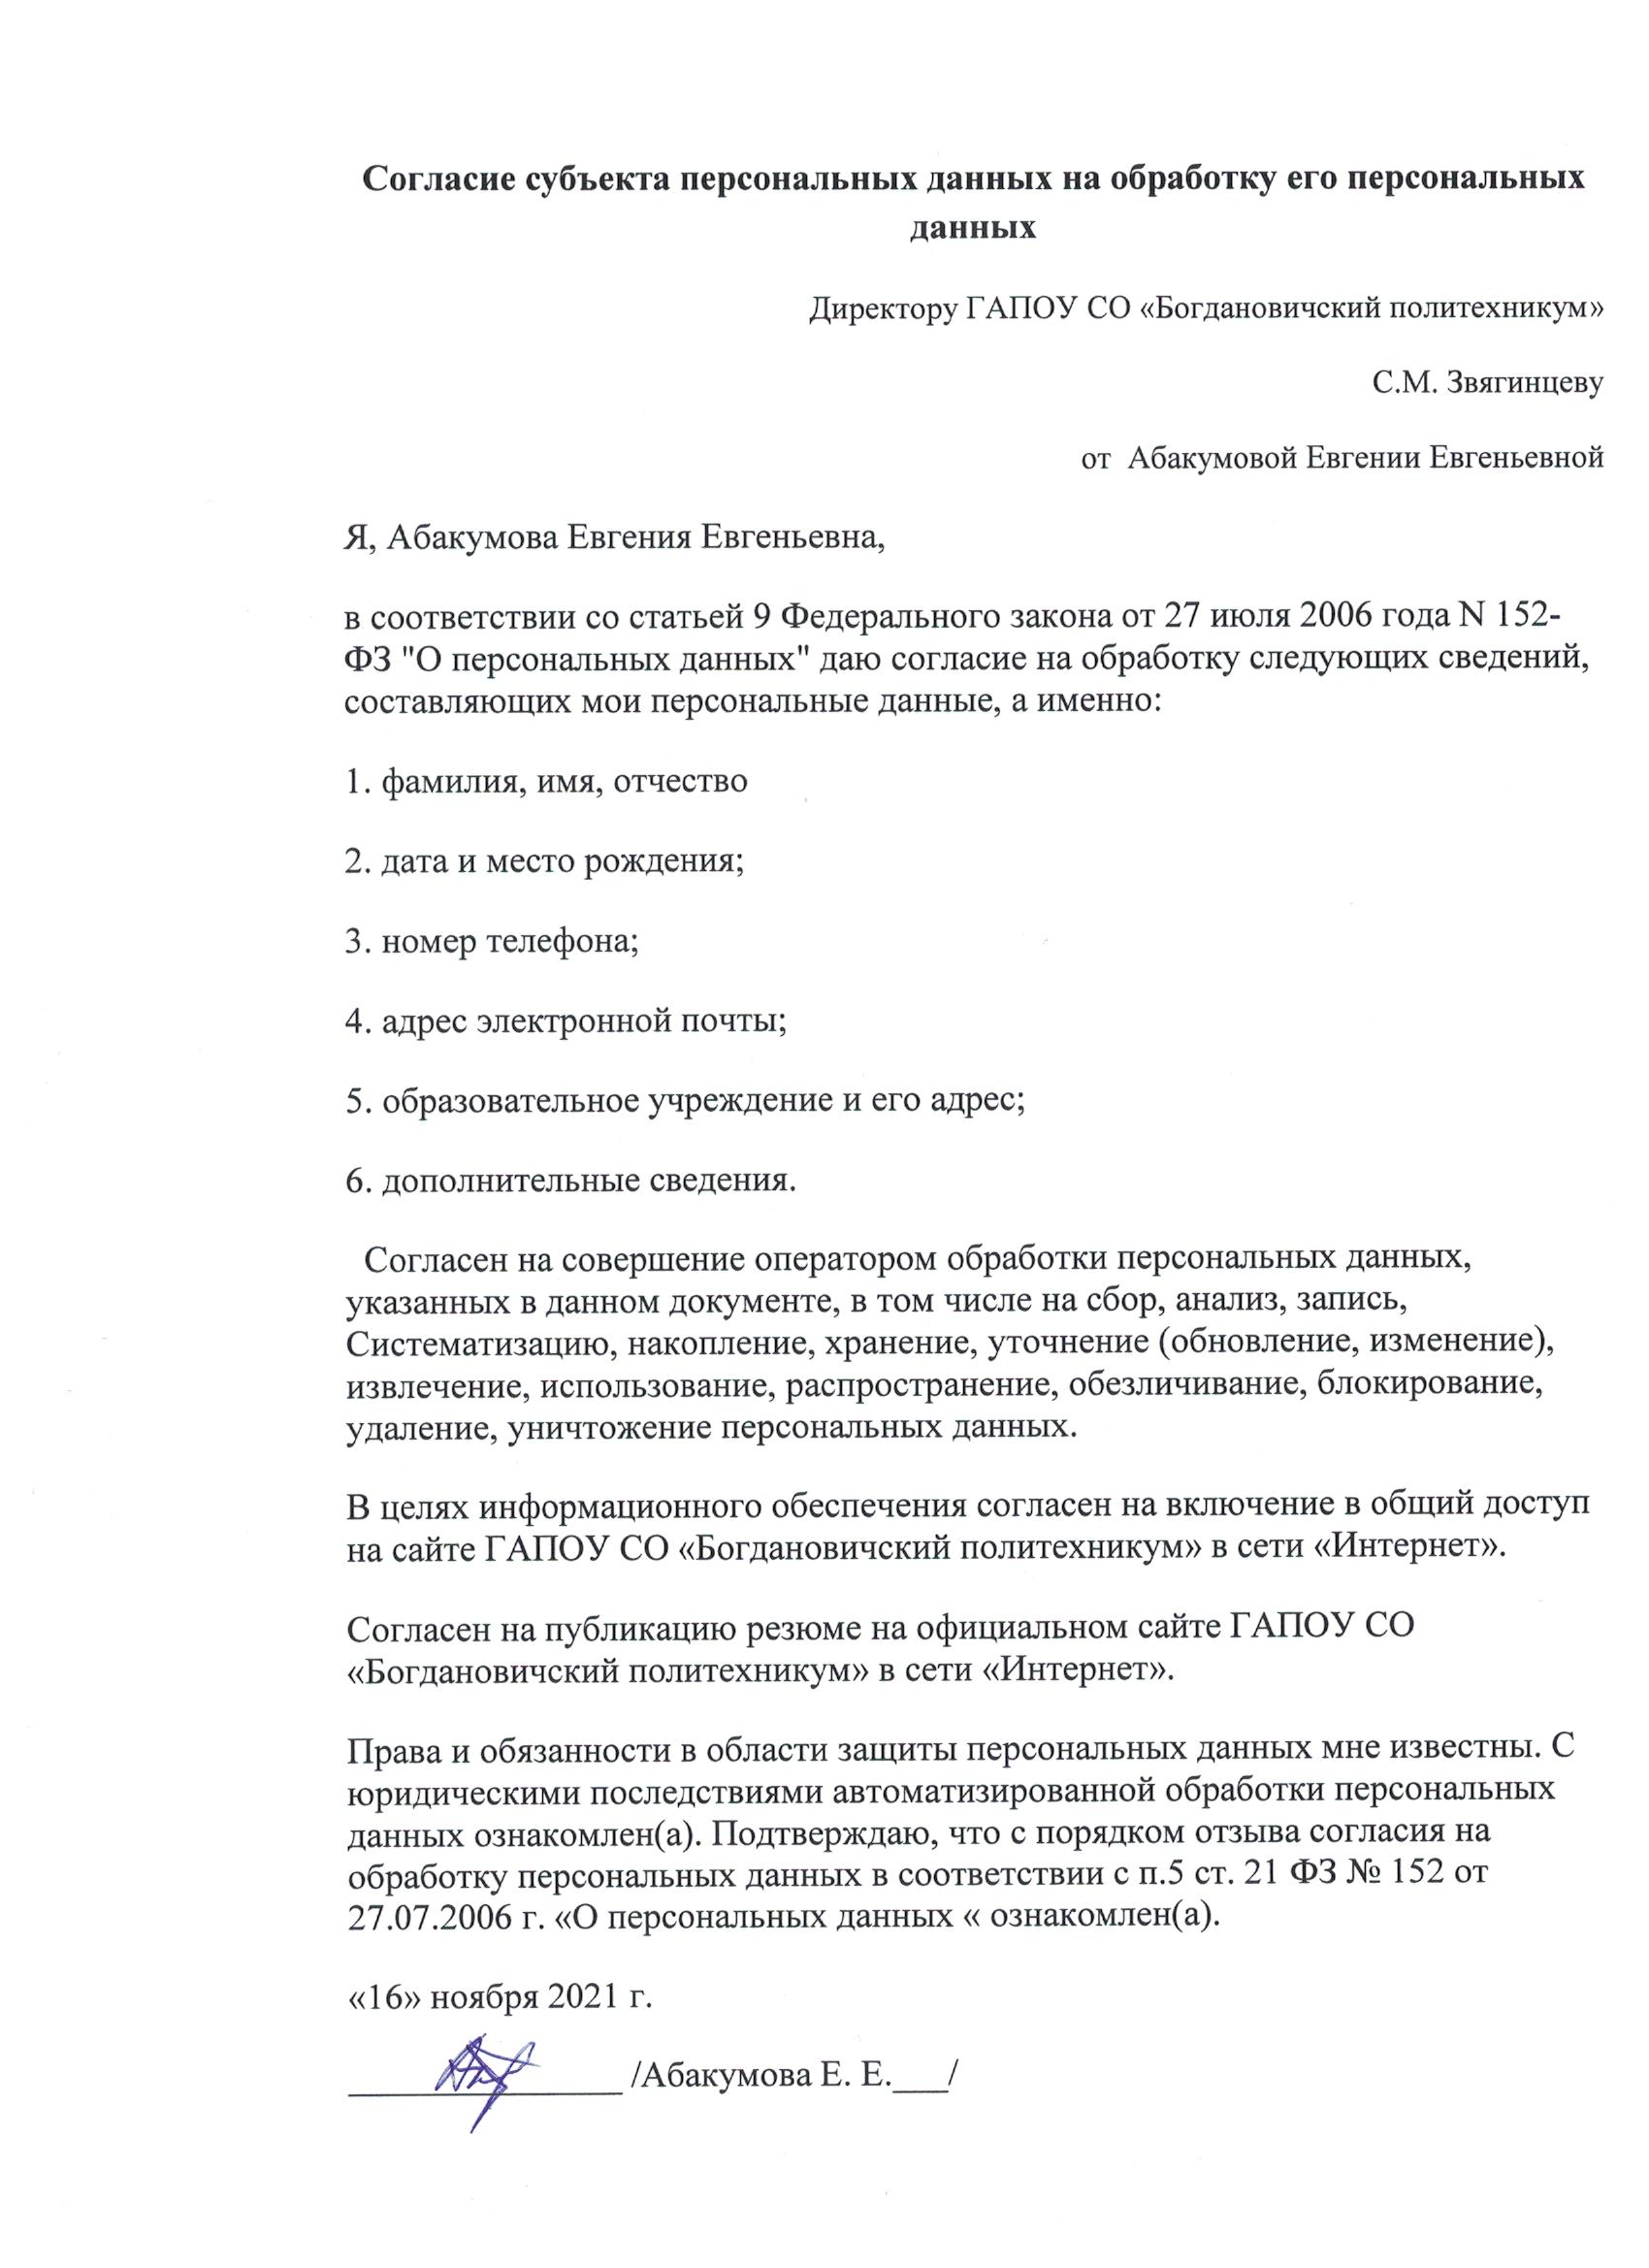 Согласие субъекта персональных данных на обработку его персональных
данных
Директору ГАПОУ СО «Богдановичский политехникум»
С.М. Звягинцеву
от Абакумовой Евгении Евгеньевной
Я, Абакумова Евгения Евгеньевна,
в соответствии со статьей 9 Федерального закона от 27 июля 2006 года N 152-
ФЗ "О персональных данных" даю согласие на обработку следующих сведений,
составляющих мои персональные данные, а именно:
1. фамилия, имя, отчество
2. дата и место рождения;
3. номер телефона;
4. адрес электронной почты;
5. образовательное учреждение и его адрес;
6. дополнительные сведения.
Согласен на совершение оператором обработки персональных данных,
указанных в данном документе, в том числе на сбор, анализ, запись,
Систематизацию, накопление, хранение, уточнение (обновление, изменение),
извлечение, использование, распространение, обезличивание, блокирование,
удаление, уничтожение персональных данных.
В целях информационного обеспечения согласен на включение в общий доступ
на сайте ГАПОУ СО «Богдановичский политехникум» в сети «Интернет».
Согласен на публикацию резюме на официальном сайте ГАПОУ СО
«Богдановичский политехникум» в сети «Интернет».
Права и обязанности в области защиты персональных данных мне известны. С
юридическими последствиями автоматизированной обработки персональных
данных ознакомлен(а). Подтверждаю, что с порядком отзыва согласия на
обработку персональных данных в соответствии с п.5 ст. 21 ФЗ № 152 от
27.07.2006 г. «О персональных данных « ознакомлен(а).
«16» ноября 2021 г.
_______________ /Абакумова Е. Е.___/